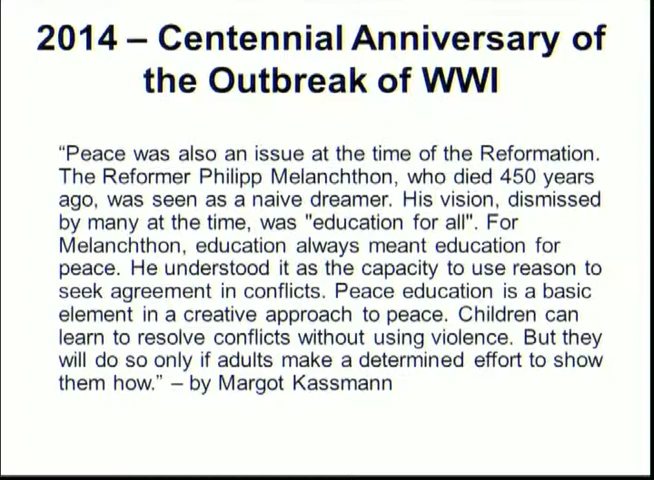 2014 – Centennial Anniversary of
the Outbreak of WWI
“Peace was also an issue at the time of the Reformation.
The Reformer Philipp Melanchthon, who died 450 years
ago, was seen as a naive dreamer. His vision, dismissed
by many at the time, was "education for all". For
Melanchthon, education always meant education for
peace. He understood it as the capacity to use reason to
seek agreement in conflicts. Peace education is a basic
element in a creative approach to peace. Children can
learn to resolve conflicts without using violence. But they
will do so only if adults make a determined effort to show
them how.” – by Margot Kassmann